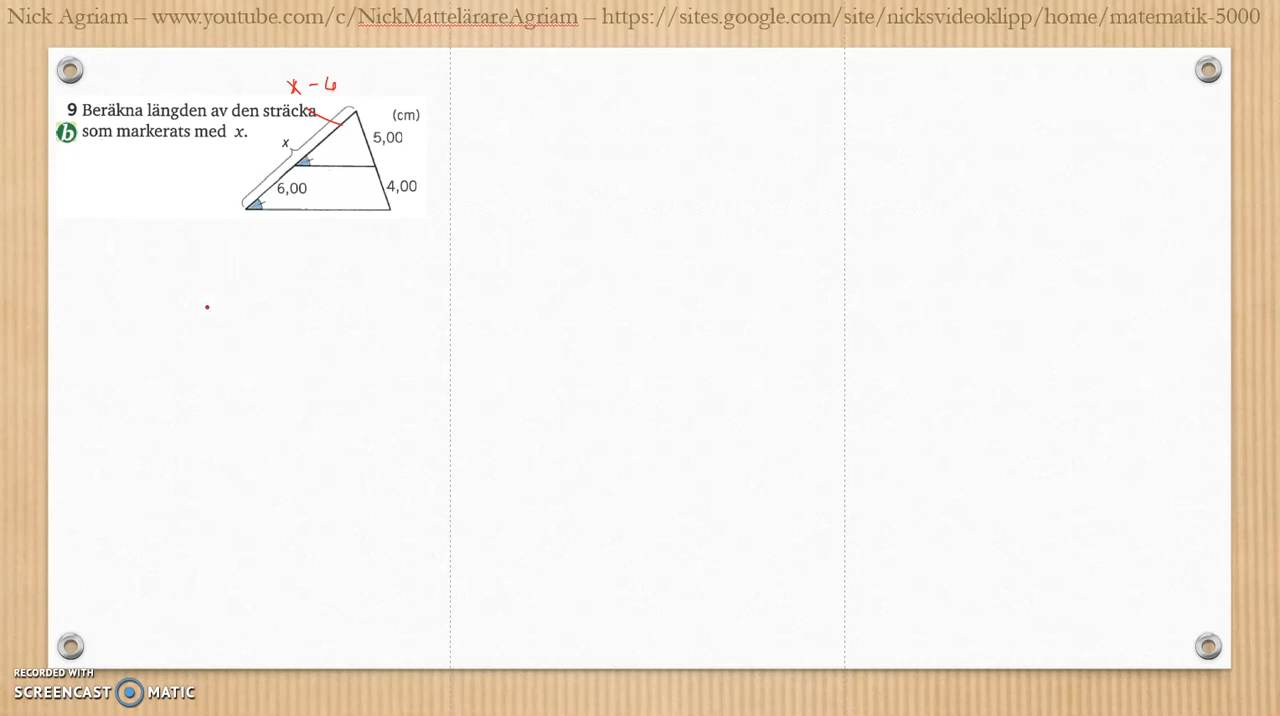 Nick Agriam – www.youtube.com/c/NickMattelärareAgriam – https://sites.google.com/site/nicksvideoklipp/home/matematik-5000
x – 6
9 Beräkna längden av den sträcka
b som markerats med x.
(cm)
5,00
x
6,00
4,00
RECORDED WITH
SCREENCAST MATIC